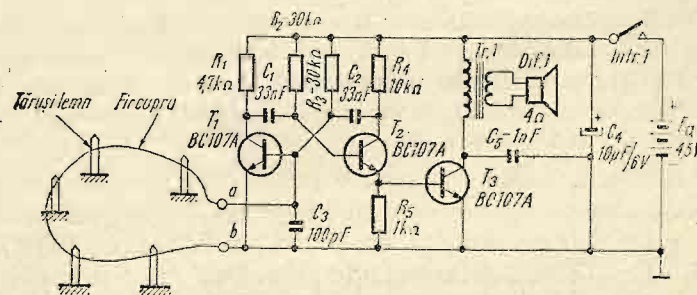 R2-30kΩ
Tr.1
Dif.1
Intr.1
R1
4,7kΩ
C1
33nF
R3-30kΩ
C2
33nF
R4
10kΩ
4Ω
Țăruși lemn
Fir cupru
T1
BC107A
T2
BC107A
C5-1nF
C4
10µF/6V
4,5V
T3
BC107A
a
b
C3
100pF
R5
1kΩ
+
+